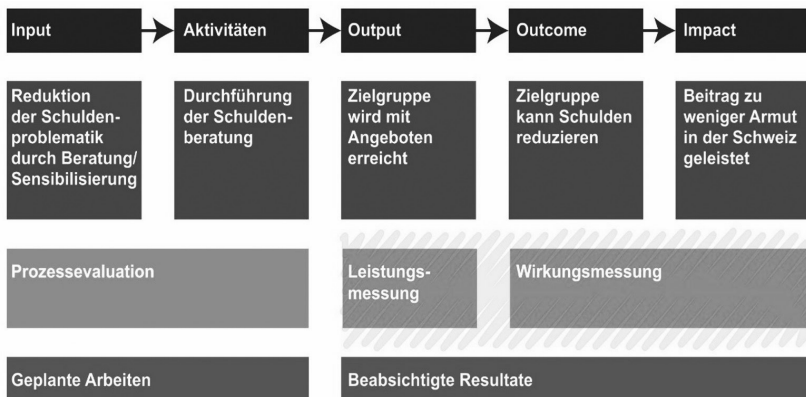 Input
Aktivitäten
Output
Outcome
Impact
Reduktion
der Schulden-
problematik
durch Beratung/
Sensibilisierung
Durchführung
der Schulden-
beratung
Zielgruppe
wird mit
Angeboten
erreicht
Zielgruppe
kann Schulden
reduzieren
Beitrag zu
weniger Armut
in der Schweiz
geleistet
Prozessevaluation
Leistungs-
messung
Wirkungsmessung
Geplante Arbeiten
Beabsichtigte Resultate